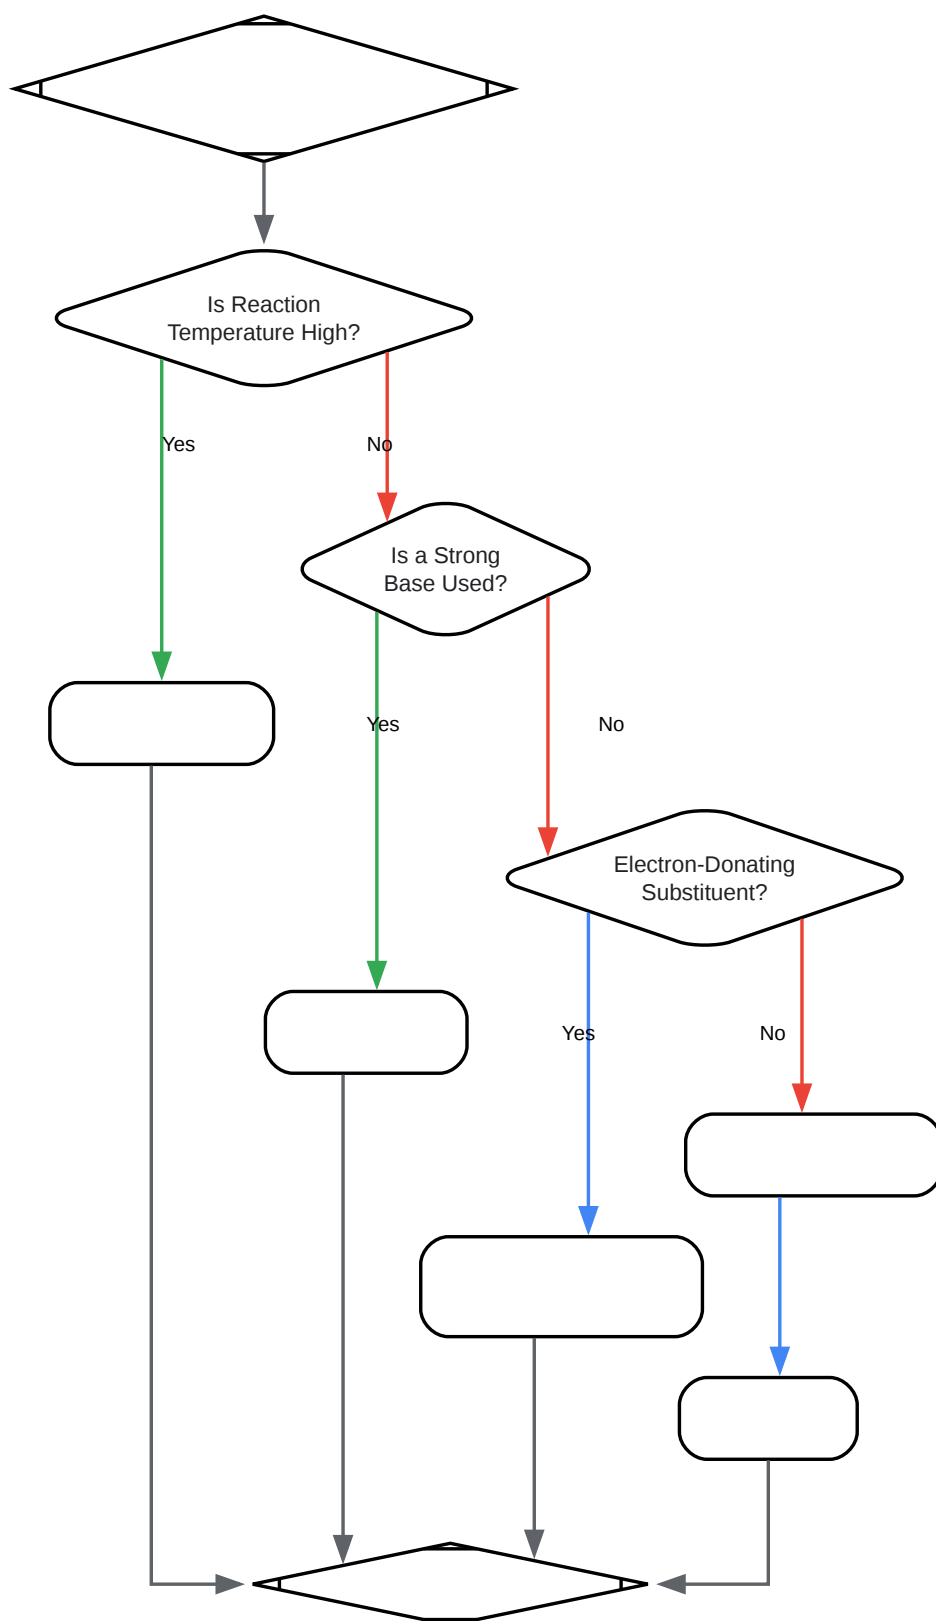 Is Reaction
Temperature High?
Yes
No
Is a Strong
Base Used?
Yes
No
Electron-Donating
Substituent?
Yes
No